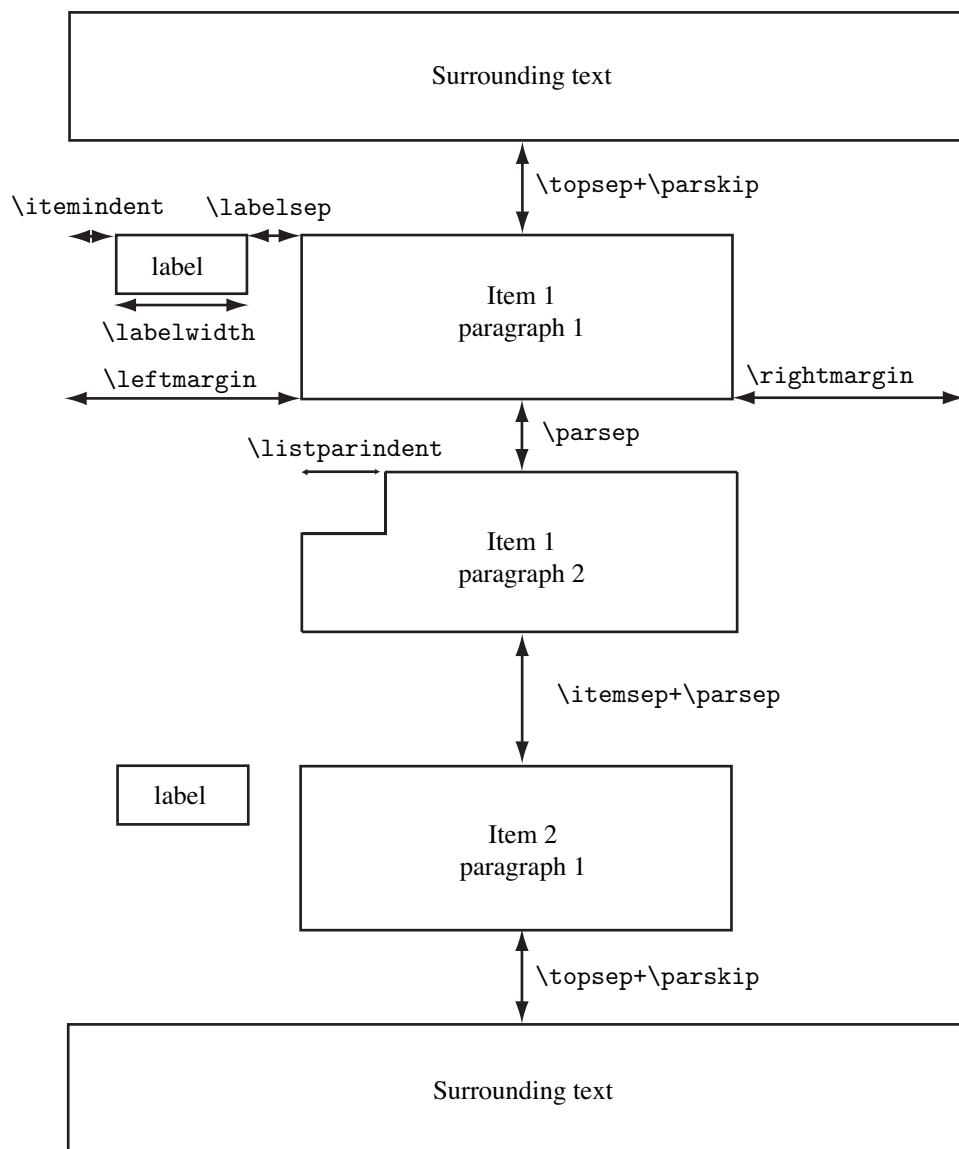 Surrounding text
\topsep+\parskip
\itemindent
\labelsep
label
Item 1
paragraph 1
\labelwidth
\leftmargin
\rightmargin
\parsep
\listparindent
Item 1
paragraph 2
\itemsep+\parsep
label
Item 2
paragraph 1
\topsep+\parskip
Surrounding text